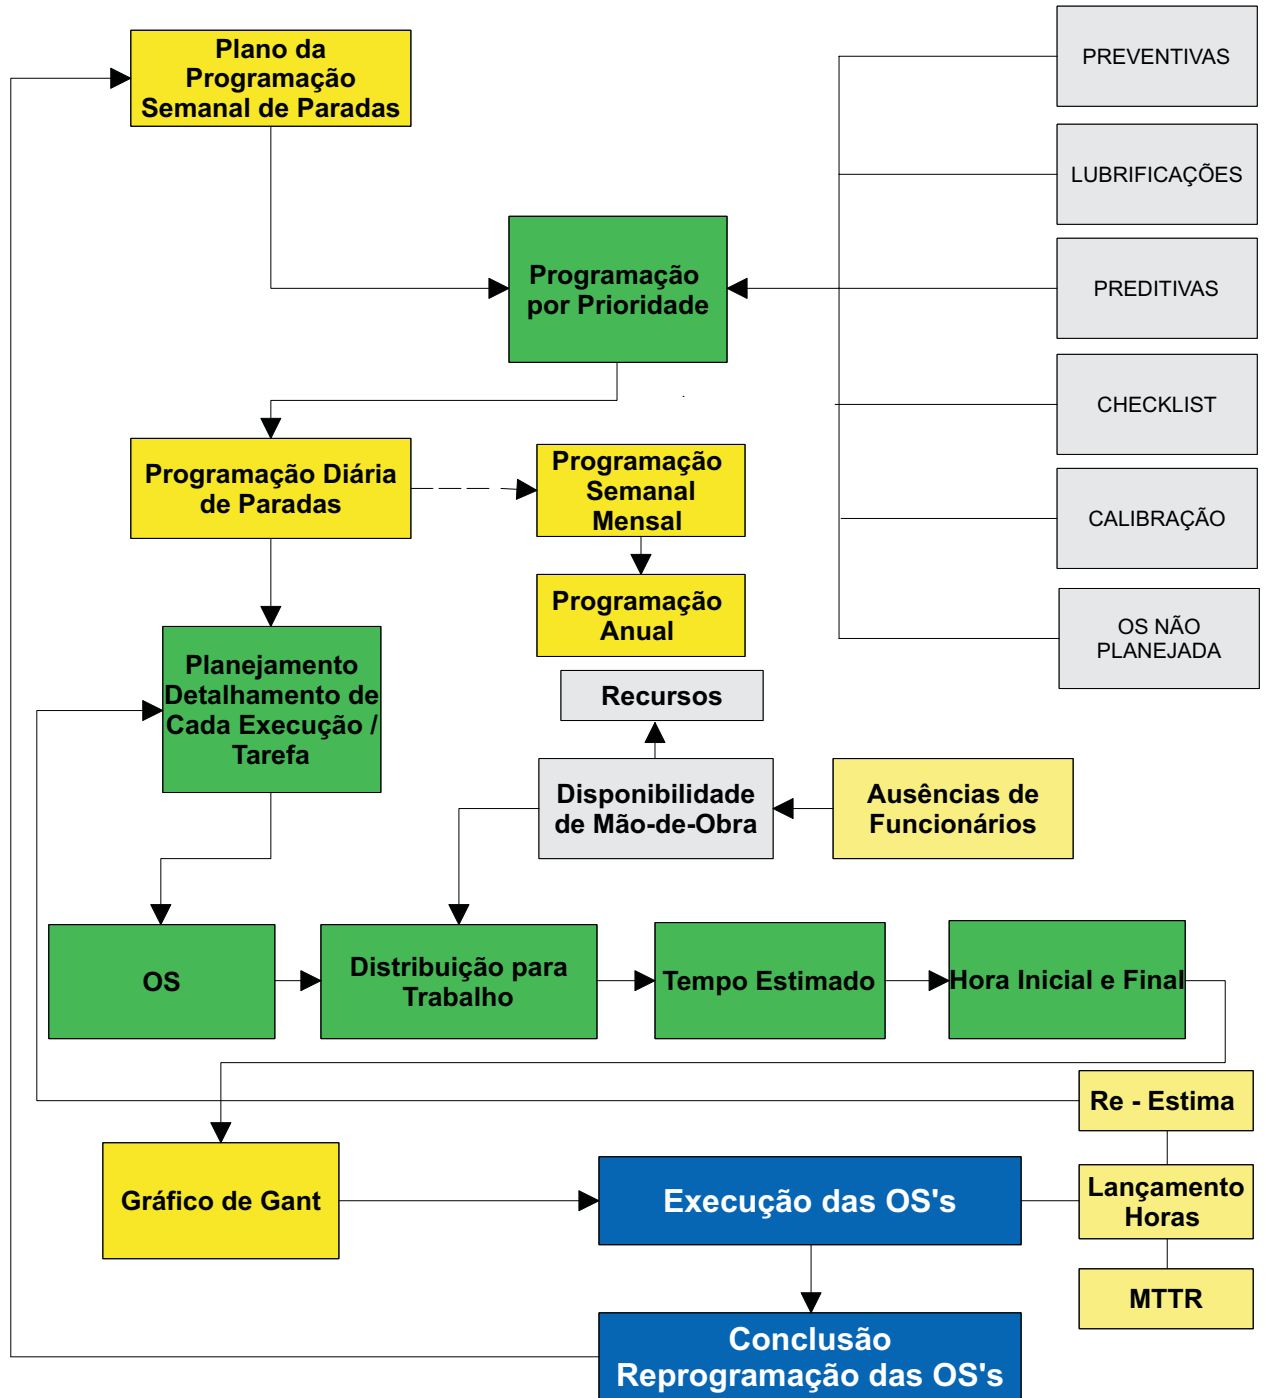 Plano da
Programação
Semanal de Paradas
PREVENTIVAS
LUBRIFICAÇÕES
Programação
por Prioridade
PREDITIVAS
CHECKLIST
Programação Diária
de Paradas
Programação
Semanal
Mensal
CALIBRAÇÃO
Programação
Anual
OS NÃO
PLANEJADA
Planejamento
Detalhamento de
Cada Execução /
Tarefa
Recursos
Disponibilidade
de Mão-de-Obra
Ausências de
Funcionários
OS
Distribuição para
Trabalho
Tempo Estimado
Hora Inicial e Final
Re - Estima
Gráfico de Gant
Execução das OS's
Lançamento
Horas
MTTR
Conclusão
Reprogramação das OS's